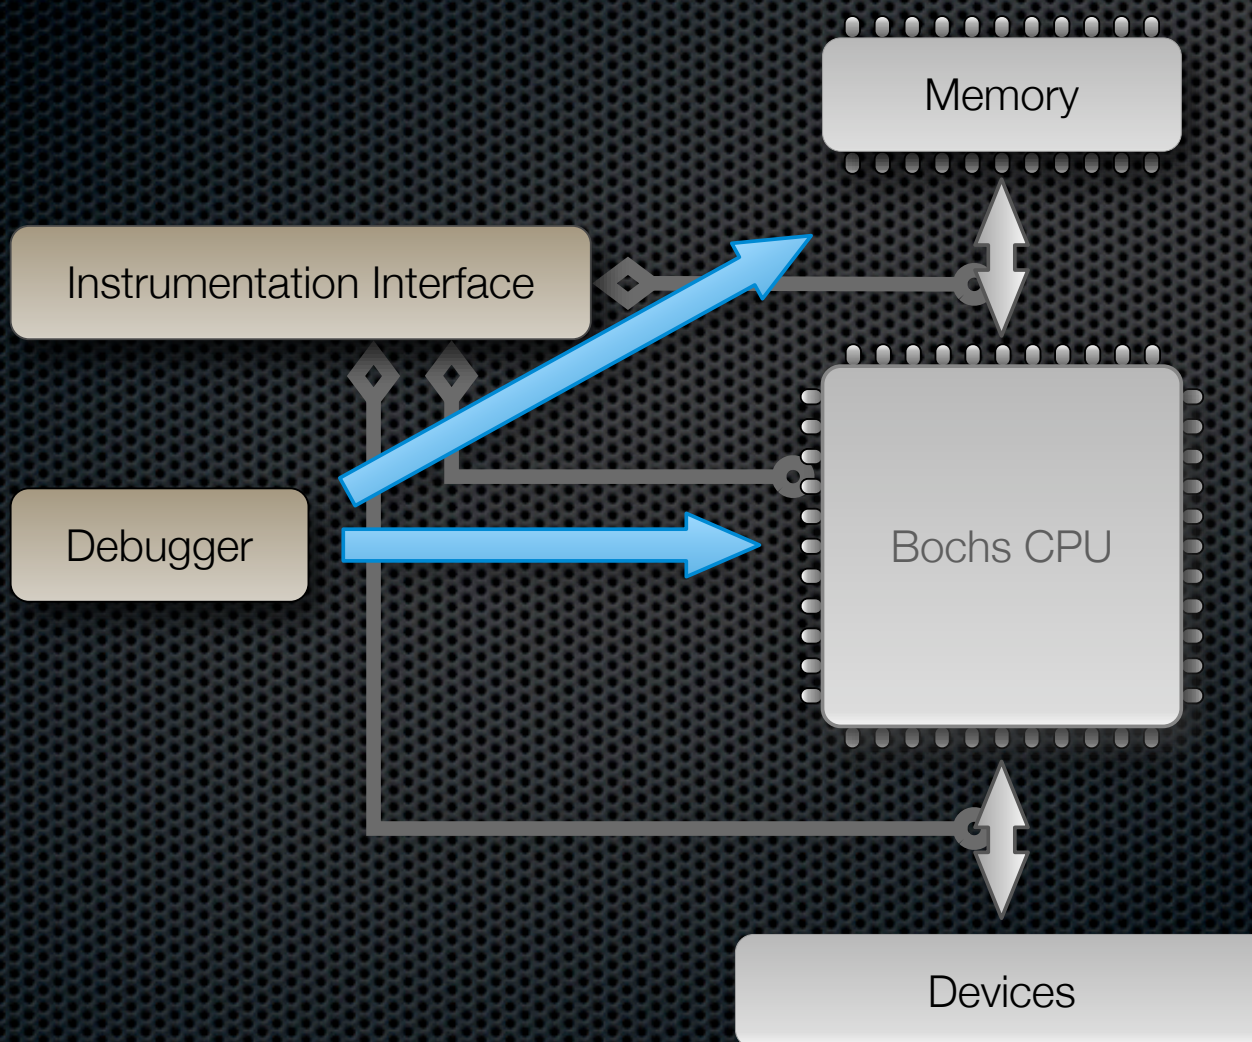 Memory
Instrumentation Interface
Debugger
Bochs CPU
Devices